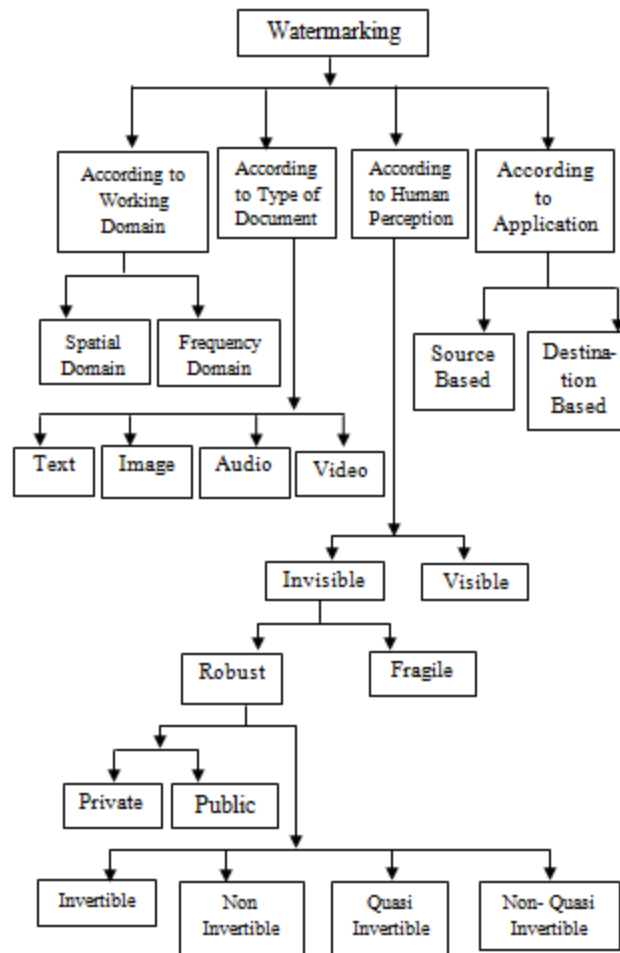 Watermarking
According to
Working
Domain
According
to Type of
Document
According
to Human
Perception
According
to
Application
Spatial
Domain
Frequency
Domain
Source
Based
Destina-
tion
Based
Text
Image
Audio
Video
Invisible
Visible
Robust
Fragile
Private
Public
Invertible
Non
Invertible
Quasi
Invertible
Non- Quasi
Invertible